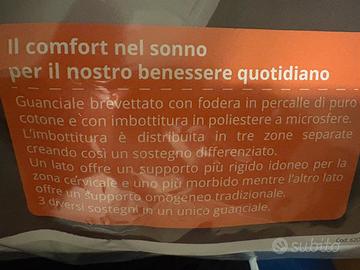 Il comfort nel sonno
per il nostro benessere quotidiano
Guanciale brevettato con fodera in percalle di puro
cotone e con imbottitura in poliestere a microsfere.
L'imbottitura è distribuita in tre zone separate
creando così un sostegno differenziato.
Un lato offre un supporto più rigido idoneo per la
zona cervicale e uno più morbido mentre l'altro lato
offre un supporto omogeneo tradizionale.
3 diversi sostegni in un unico guanciale.
Cod.
subito